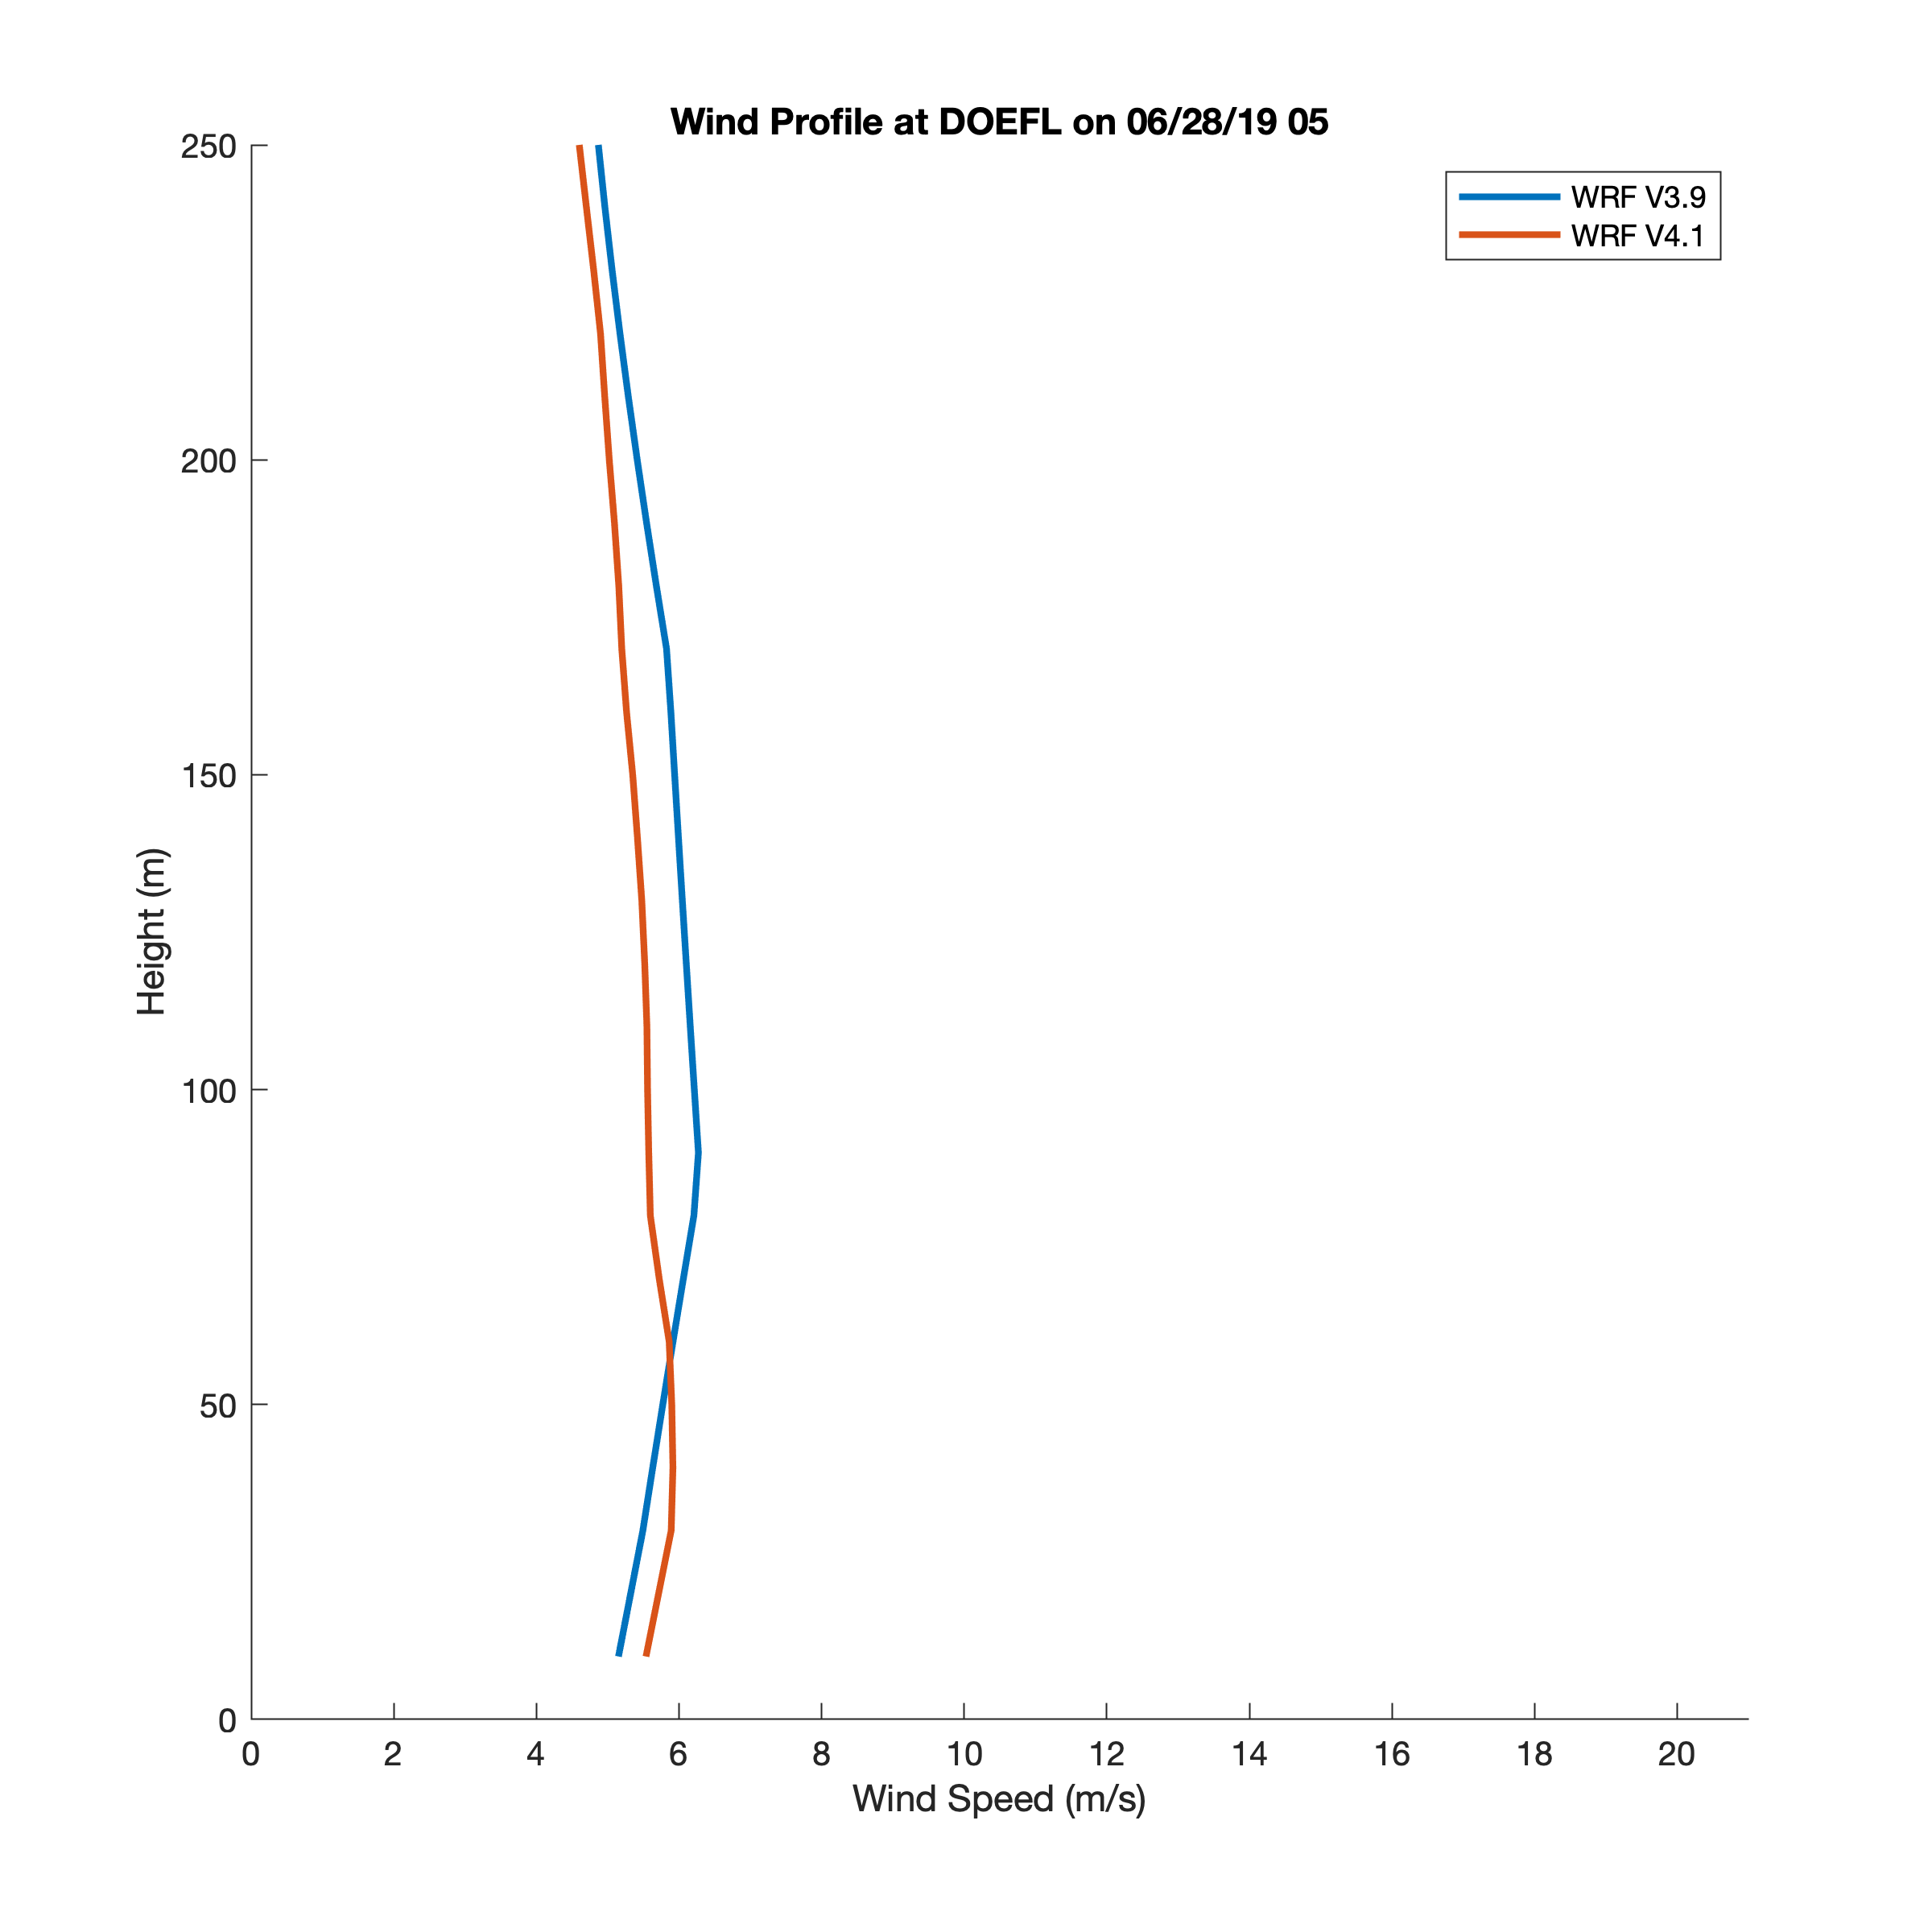 Wind Profile at DOEFL on 06/28/19 05
WRF V3.9
WRF V4.1
250
200
150
100
50
0
Height (m)
0 2 4 6 8 10 12 14 16 18 20
Wind Speed (m/s)